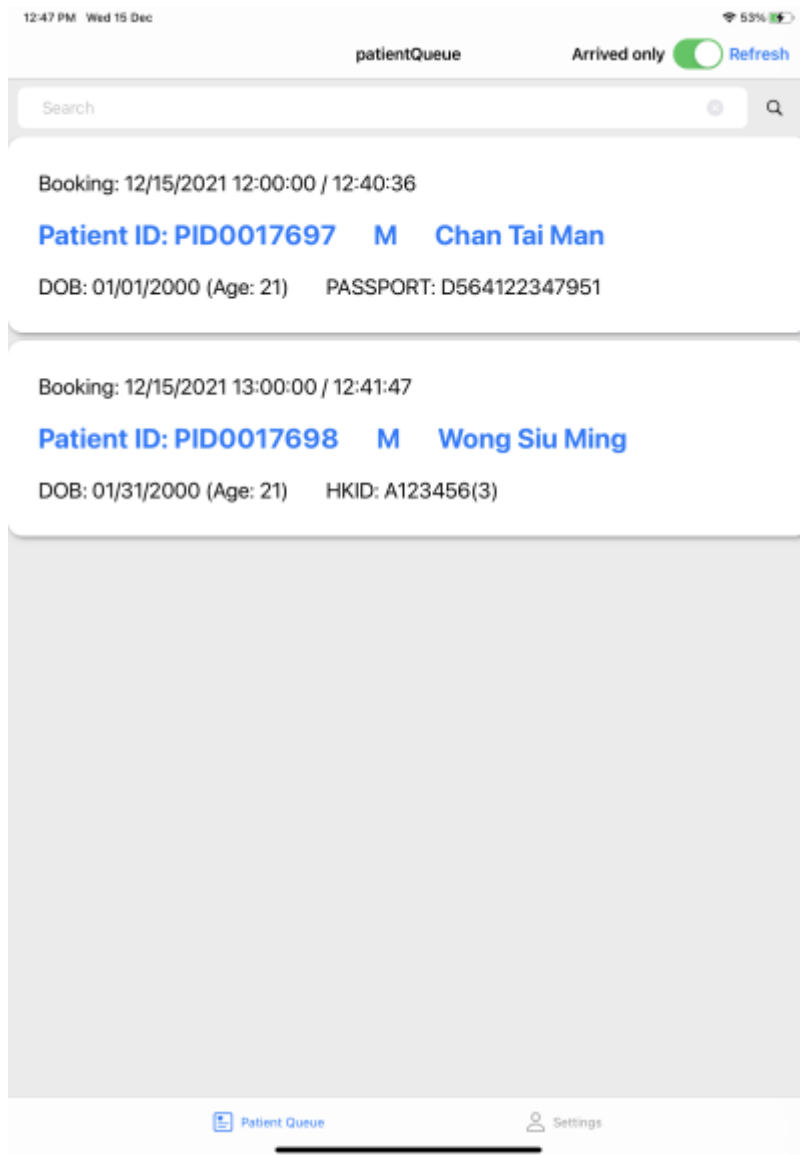 12:47 PM Wed 15 Dec 53%
patientQueue Arrived only Refresh
Search
Booking: 12/15/2021 12:00:00 / 12:40:36
Patient ID: PID0017697 M Chan Tai Man
DOB: 01/01/2000 (Age: 21) PASSPORT: D564122347951
Booking: 12/15/2021 13:00:00 / 12:41:47
Patient ID: PID0017698 M Wong Siu Ming
DOB: 01/31/2000 (Age: 21) HKID: A123456(3)
Patient Queue Settings